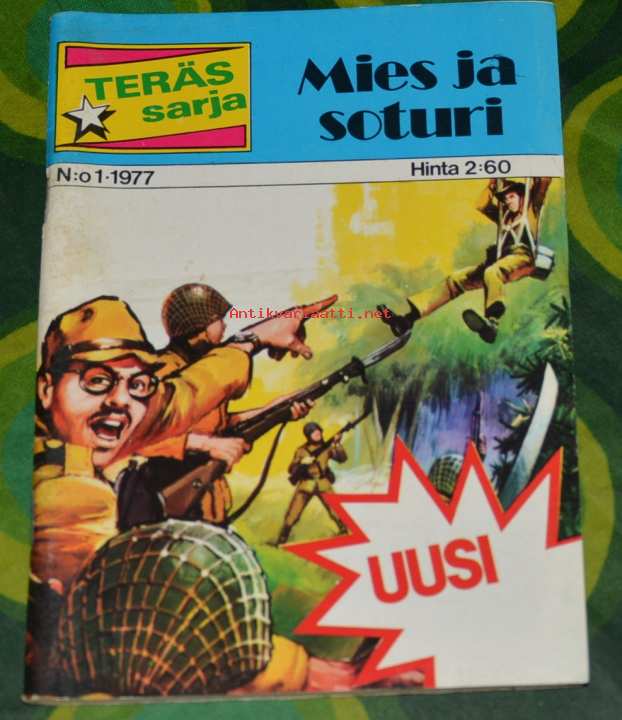 TERÄS
sarja
Mies ja
soturi
N:o 1·1977
Hinta 2:60
Antikvariaatti.net
UUSI